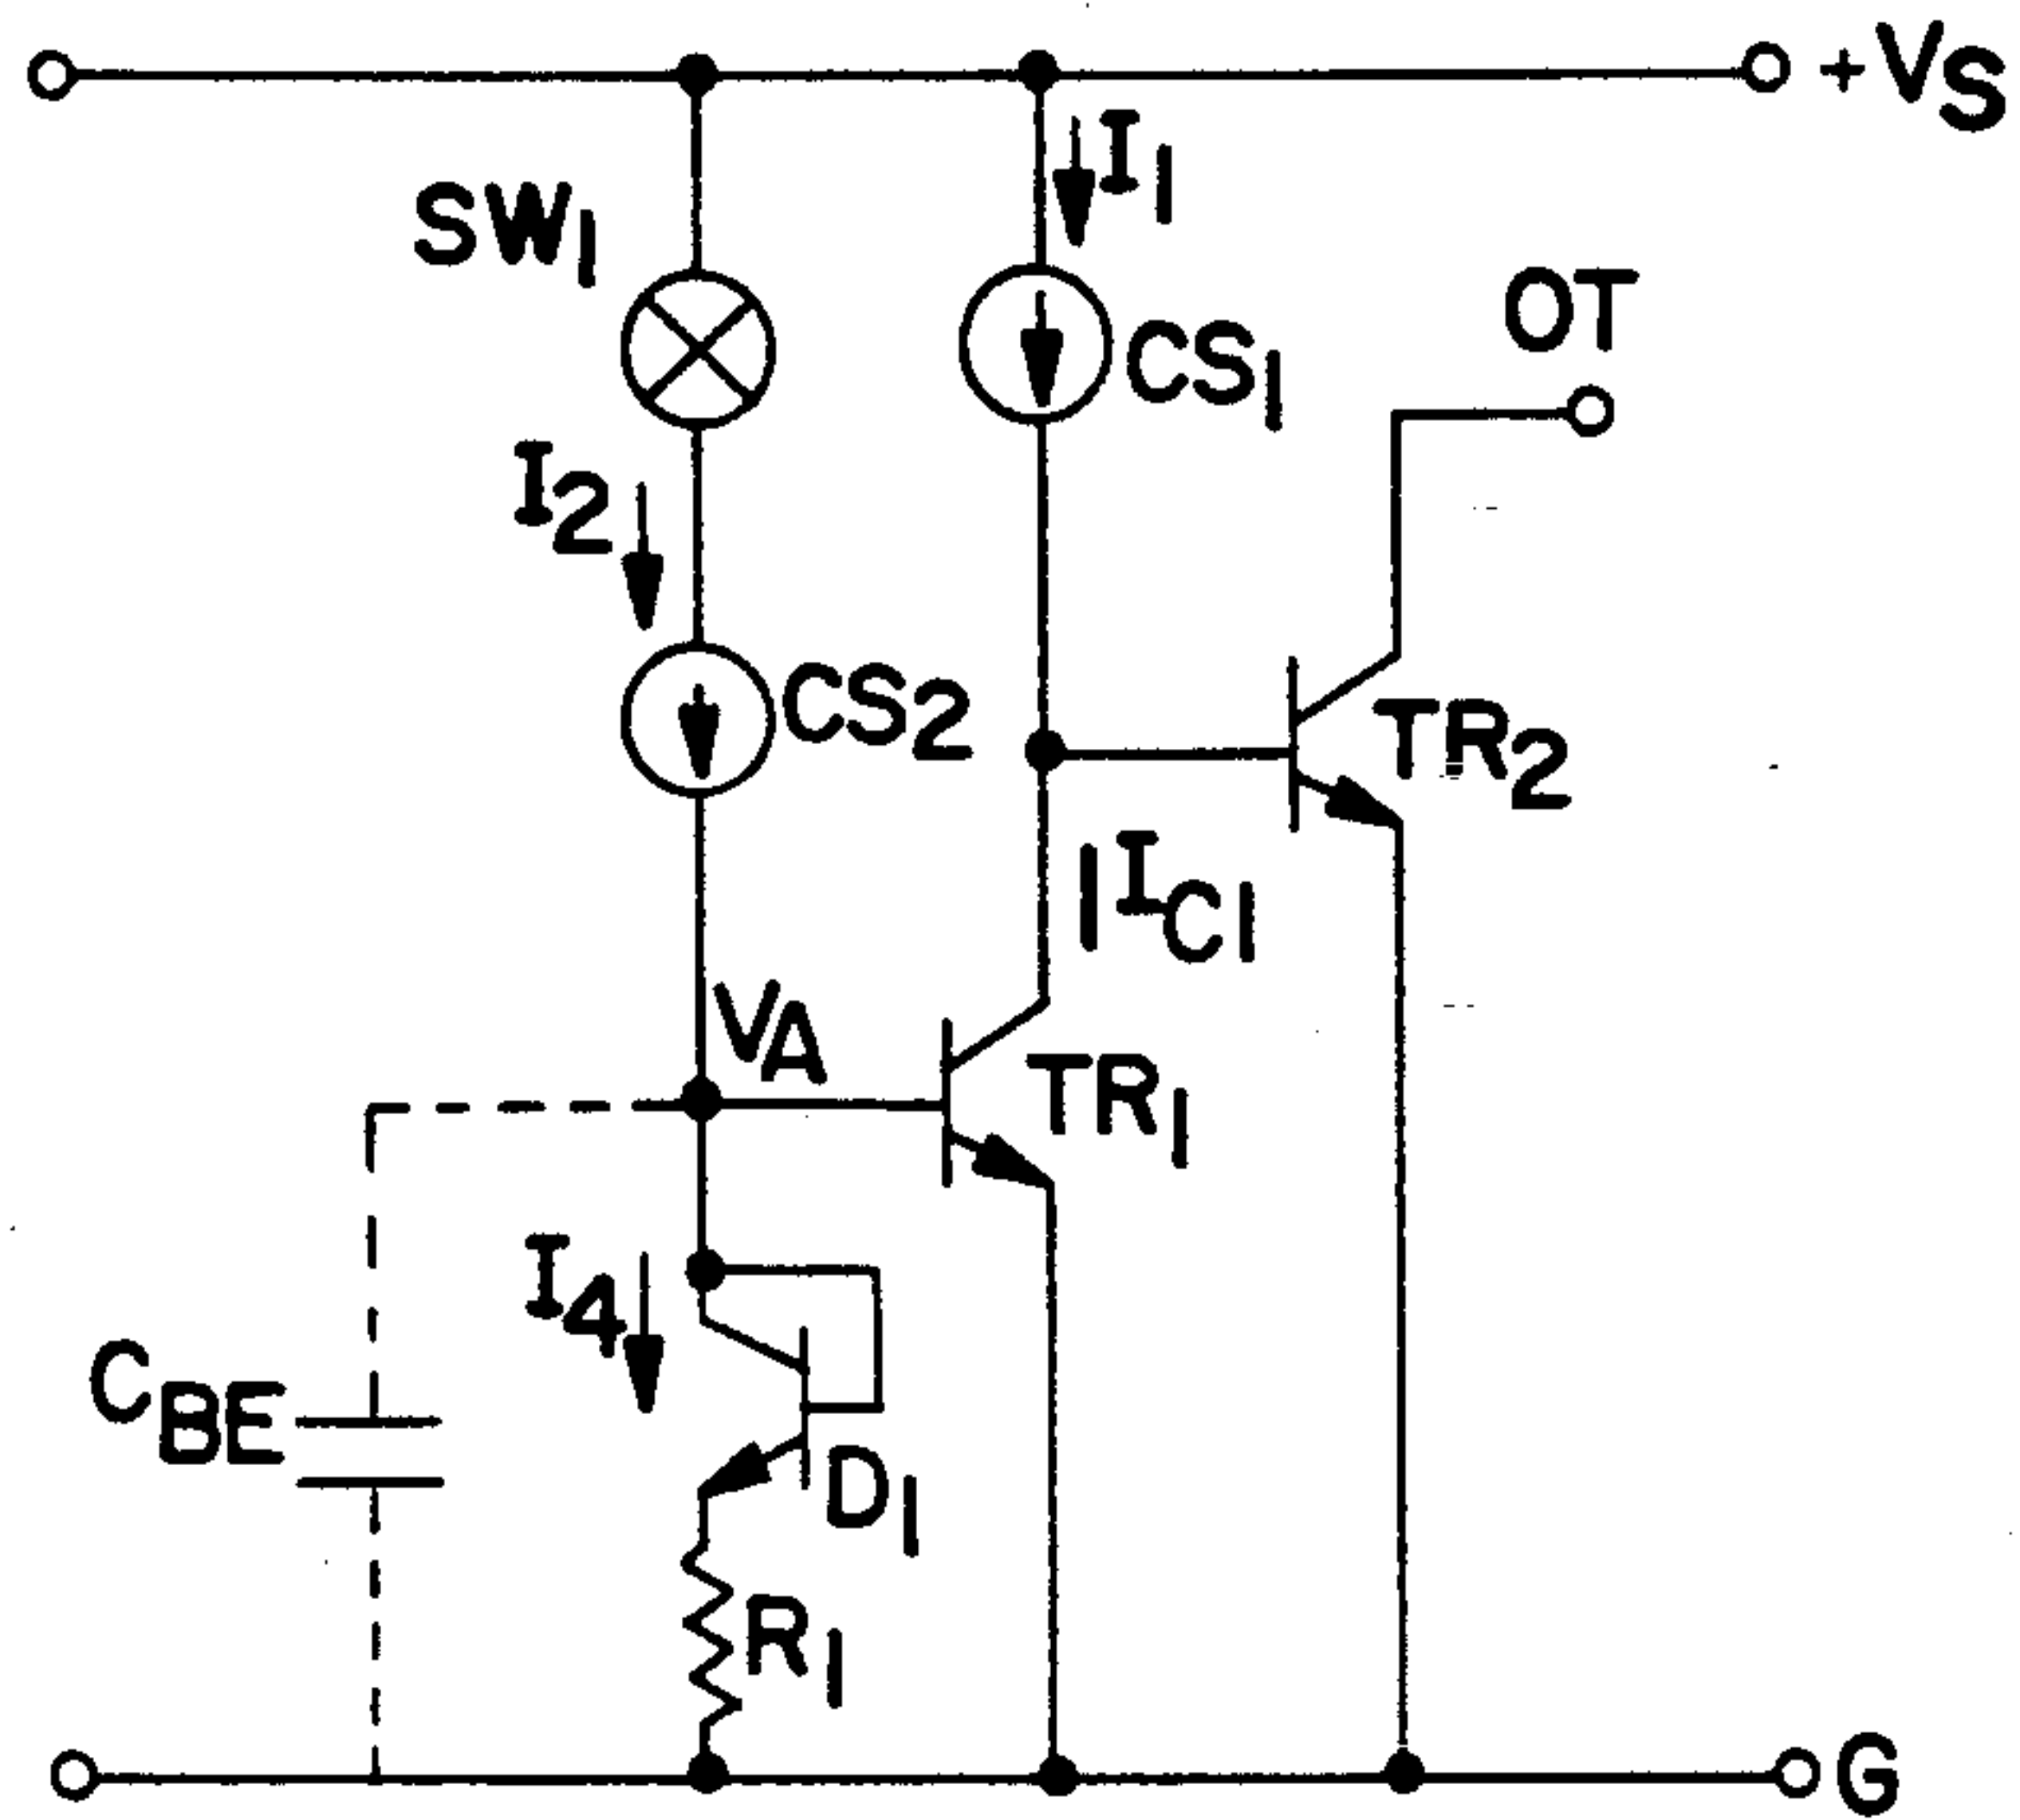 +VS
I1
SW1
OT
CS1
I2
CS2
TR2
IC1
VA
TR1
I4
CBE
D1
R1
G